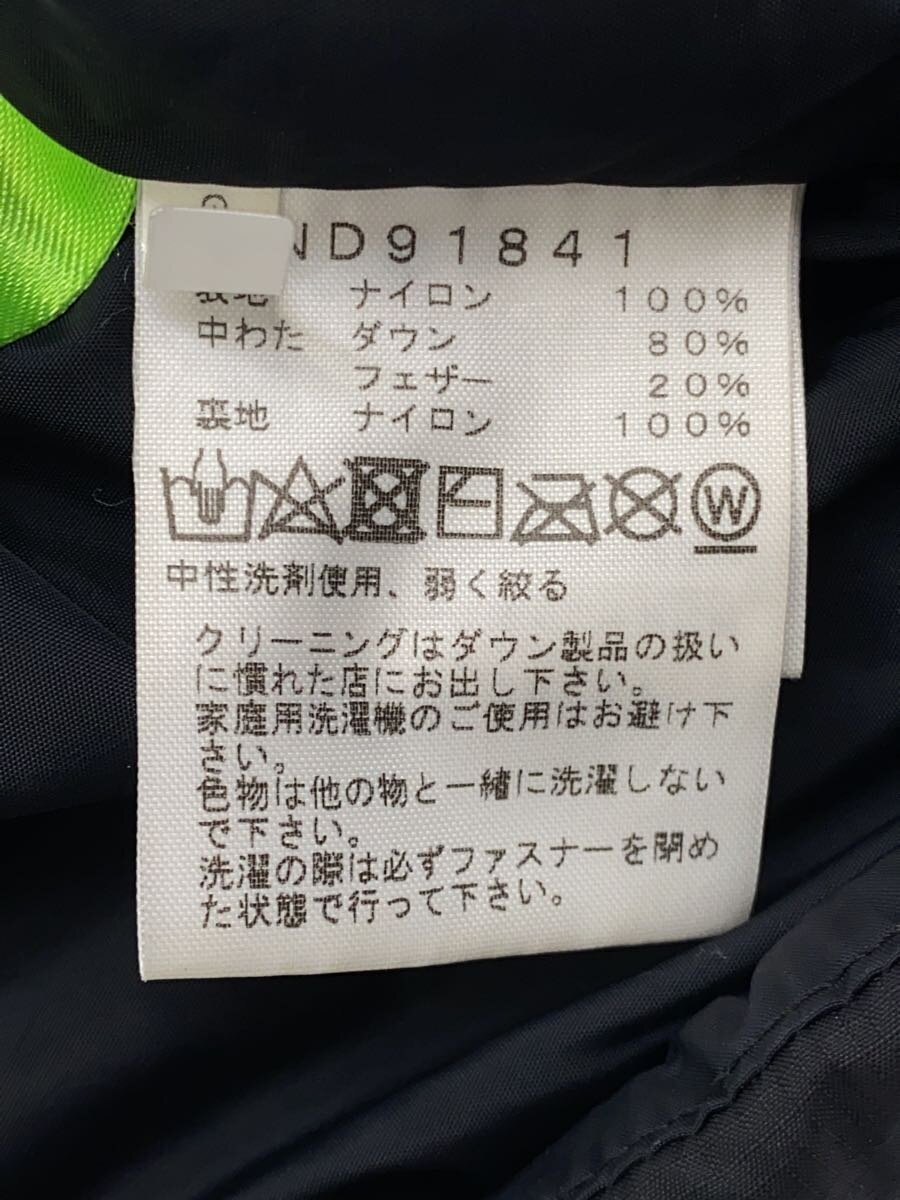 ND91841
表地 ナイロン 100%
中わた ダウン 80%
フェザー 20%
裏地 ナイロン 100%
W
中性洗剤使用、弱く絞る
クリーニングはダウン製品の扱い
に慣れた店にお出し下さい。
家庭用洗濯機のご使用はお避け下
さい。
色物は他の物と一緒に洗濯しない
で下さい。
洗濯の際は必ずファスナーを閉め
た状態で行って下さい。